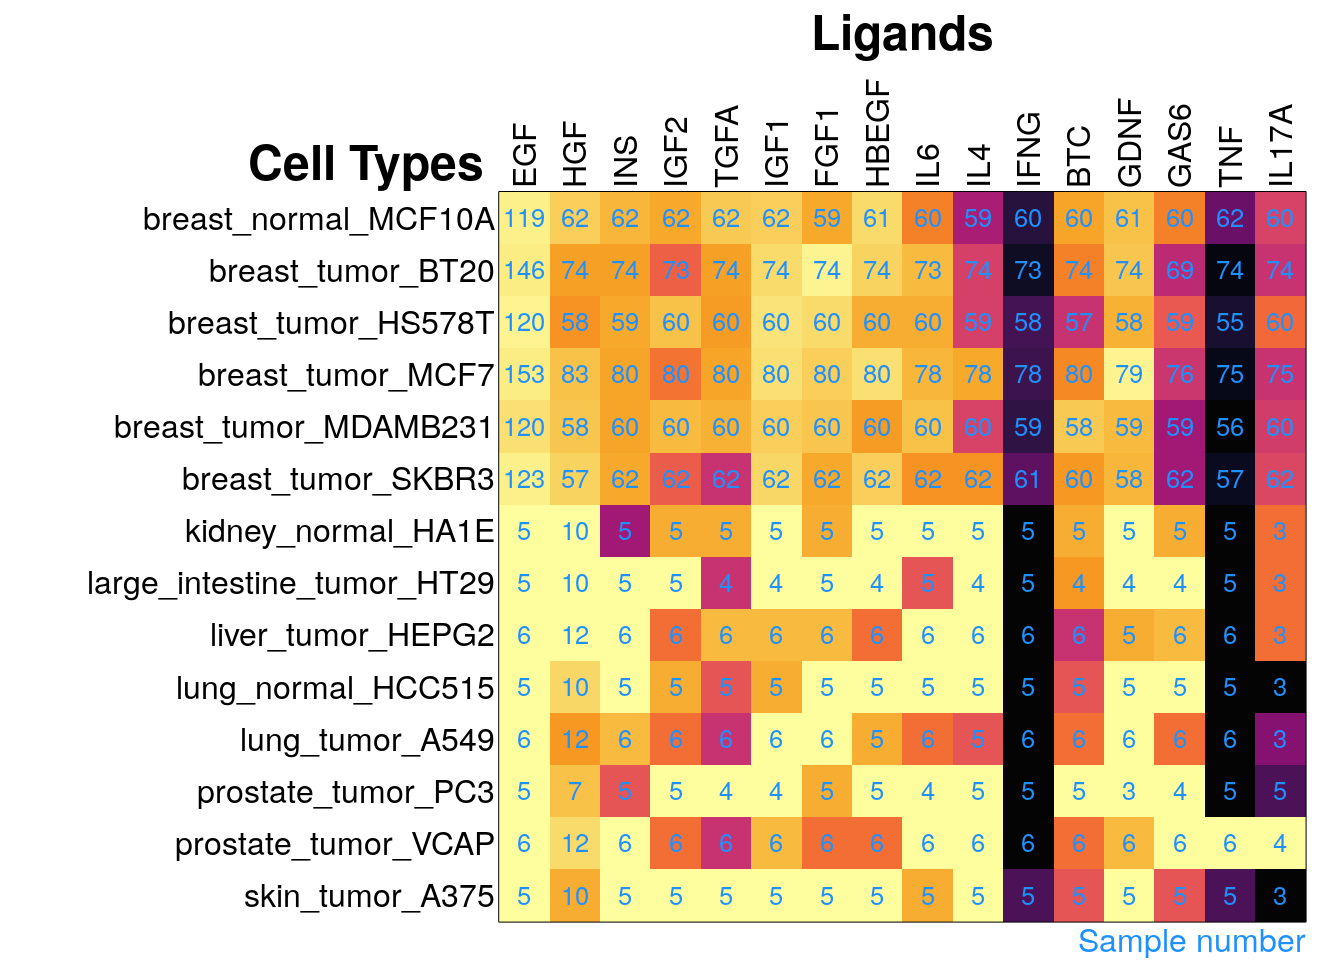 Ligands
Cell Types EGF HGF INS IGF2 TGFA IGF1 FGF1 HBEGF IL6 IL4 IFNG BTC GDNF GAS6 TNF IL17A
breast_normal_MCF10A 119 62 62 62 62 62 59 61 60 59 60 60 61 60 62 60
breast_tumor_BT20 146 74 74 73 74 74 74 74 73 74 73 74 74 69 74 74
breast_tumor_HS578T 120 58 59 60 60 60 60 60 60 59 58 57 58 59 55 60
breast_tumor_MCF7 153 83 80 80 80 80 80 80 78 78 78 80 79 76 75 75
breast_tumor_MDAMB231 120 58 60 60 60 60 60 60 60 60 59 58 59 59 56 60
breast_tumor_SKBR3 123 57 62 62 62 62 62 62 62 62 61 60 58 62 57 62
kidney_normal_HA1E 5 10 5 5 5 5 5 5 5 5 5 5 5 5 5 3
large_intestine_tumor_HT29 5 10 5 5 4 4 5 4 5 4 5 4 4 4 5 3
liver_tumor_HEPG2 6 12 6 6 6 6 6 6 6 6 6 6 5 6 6 3
lung_normal_HCC515 5 10 5 5 5 5 5 5 5 5 5 5 5 5 5 3
lung_tumor_A549 6 12 6 6 6 6 6 5 6 5 6 6 6 6 6 3
prostate_tumor_PC3 5 7 5 5 4 4 5 5 4 5 5 5 3 4 5 5
prostate_tumor_VCAP 6 12 6 6 6 6 6 6 6 6 6 6 6 6 6 4
skin_tumor_A375 5 10 5 5 5 5 5 5 5 5 5 5 5 5 5 3
Sample number